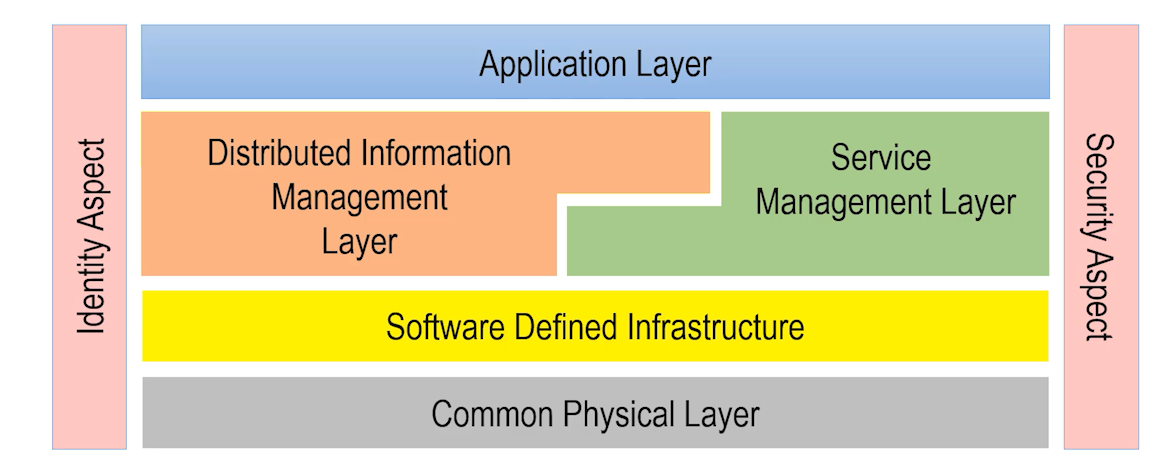 Identity Aspect
Application Layer
Distributed Information
Management
Layer
Service
Management Layer
Software Defined Infrastructure
Common Physical Layer
Security Aspect